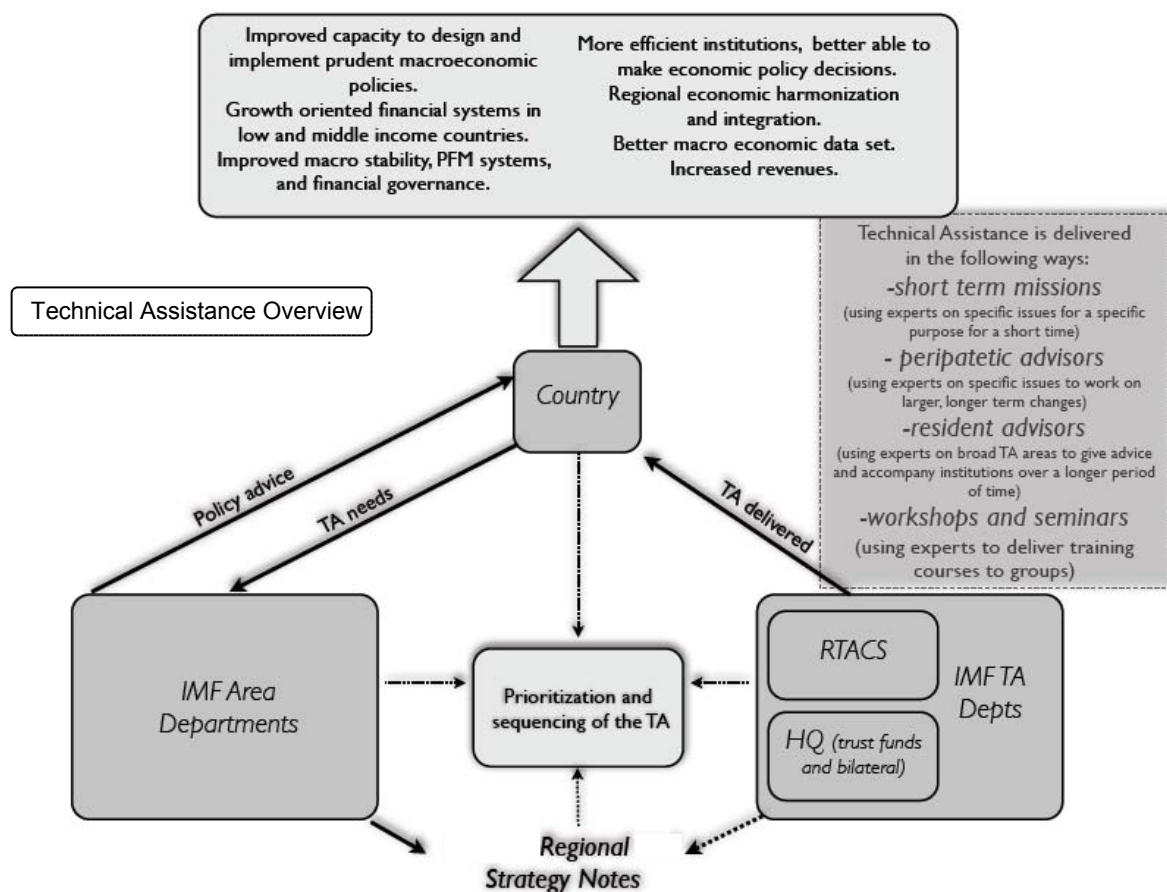 Improved capacity to design and
implement prudent macroeconomic
policies.
Growth oriented financial systems in
low and middle income countries.
Improved macro stability, PFM systems,
and financial governance.
More efficient institutions, better able to
make economic policy decisions.
Regional economic harmonization
and integration.
Better macro economic data set.
Increased revenues.
Technical Assistance is delivered
in the following ways:
-short term missions
(using experts on specific issues for a specific
purpose for a short time)
- peripatetic advisors
(using experts on specific issues to work on
larger, longer term changes)
-resident advisors
(using experts on broad TA areas to give advice
and accompany institutions over a longer period
of time)
-workshops and seminars
(using experts to deliver training
courses to groups)
Technical Assistance Overview
Country
Policy advice
TA needs
TA delivered
IMF Area
Departments
Prioritization and
sequencing of the TA
RTACS
HQ (trust funds
and bilateral)
IMF TA
Depts
Regional
Strategy Notes